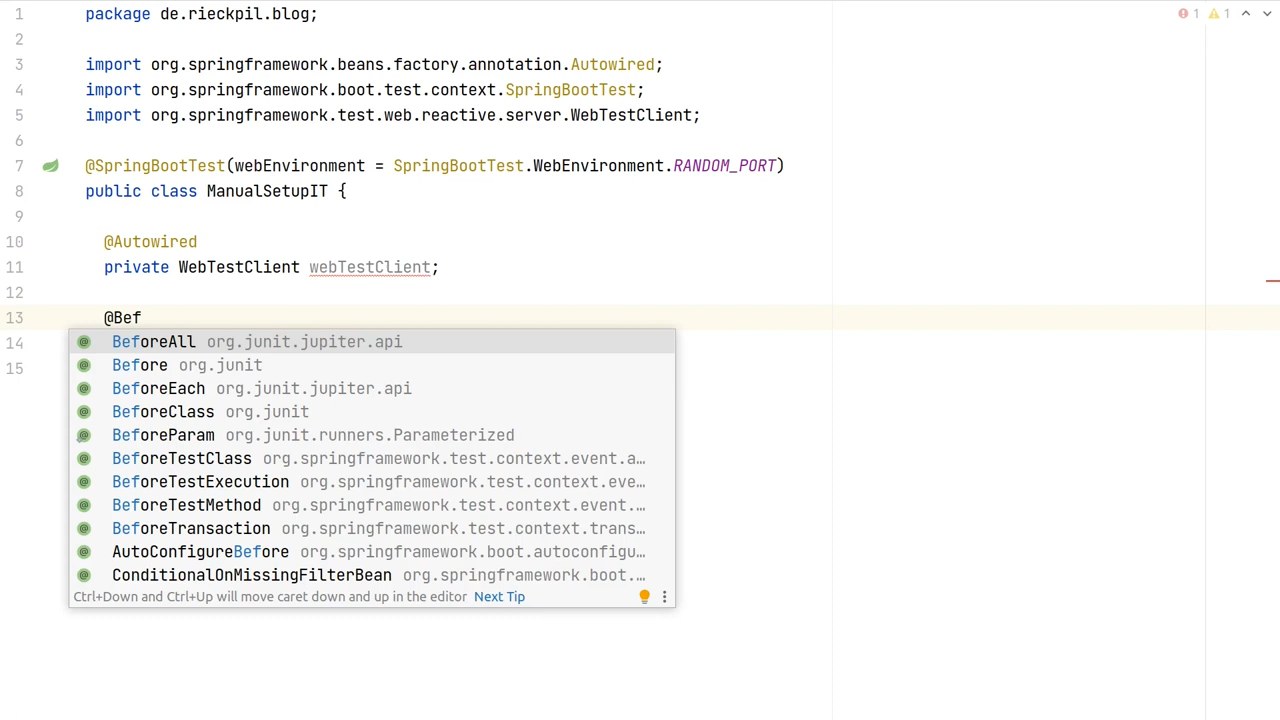 1 package de.rieckpil.blog; 1 1
2
3 import org.springframework.beans.factory.annotation.Autowired;
4 import org.springframework.boot.test.context.SpringBootTest;
5 import org.springframework.test.web.reactive.server.WebTestClient;
6
7 @SpringBootTest(webEnvironment = SpringBootTest.WebEnvironment.RANDOM_PORT)
8 public class ManualSetupIT {
9
10 @Autowired
11 private WebTestClient webTestClient;
12
13 @Bef
14
15
@ BeforeAll org.junit.jupiter.api
@ Before org.junit
@ BeforeEach org.junit.jupiter.api
@ BeforeClass org.junit
@ BeforeParam org.junit.runners.Parameterized
@ BeforeTestClass org.springframework.test.context.event.a…
@ BeforeTestExecution org.springframework.test.context.eve…
@ BeforeTestMethod org.springframework.test.context.event.…
@ BeforeTransaction org.springframework.test.context.trans…
@ AutoConfigureBefore org.springframework.boot.autoconfigu…
@ ConditionalOnMissingFilterBean org.springframework.boot.…
Ctrl+Down and Ctrl+Up will move caret down and up in the editor Next Tip